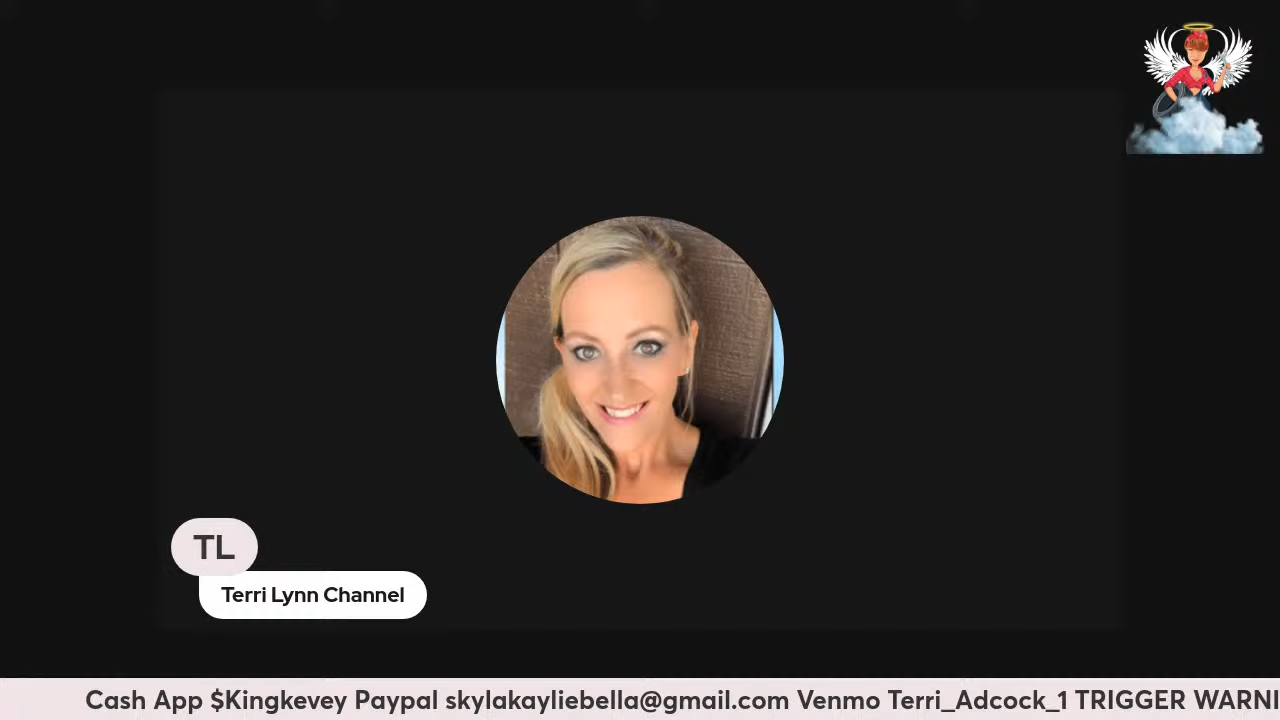 TL
Terri Lynn Channel
Cash App $Kingkevey Paypal skylakayliebella@gmail.com Venmo Terri_Adcock_1 TRIGGER WARNI